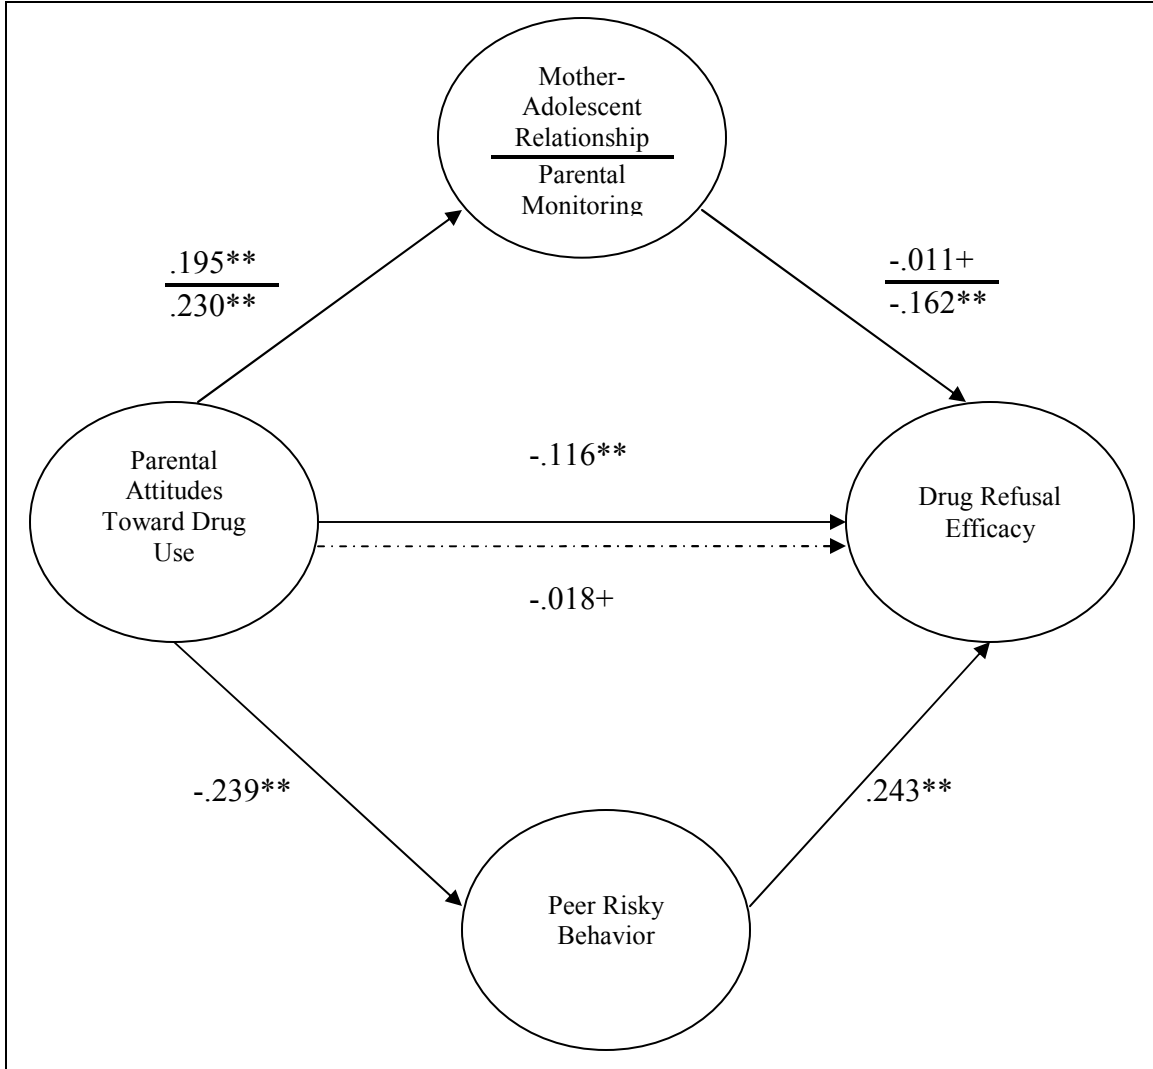 Mother-
Adolescent
Relationship
Parental
Monitoring
.195**
.230**
-.011+
-.162**
Parental
Attitudes
Toward Drug
Use
-.116**
-.018+
Drug Refusal
Efficacy
-.239**
.243**
Peer Risky
Behavior